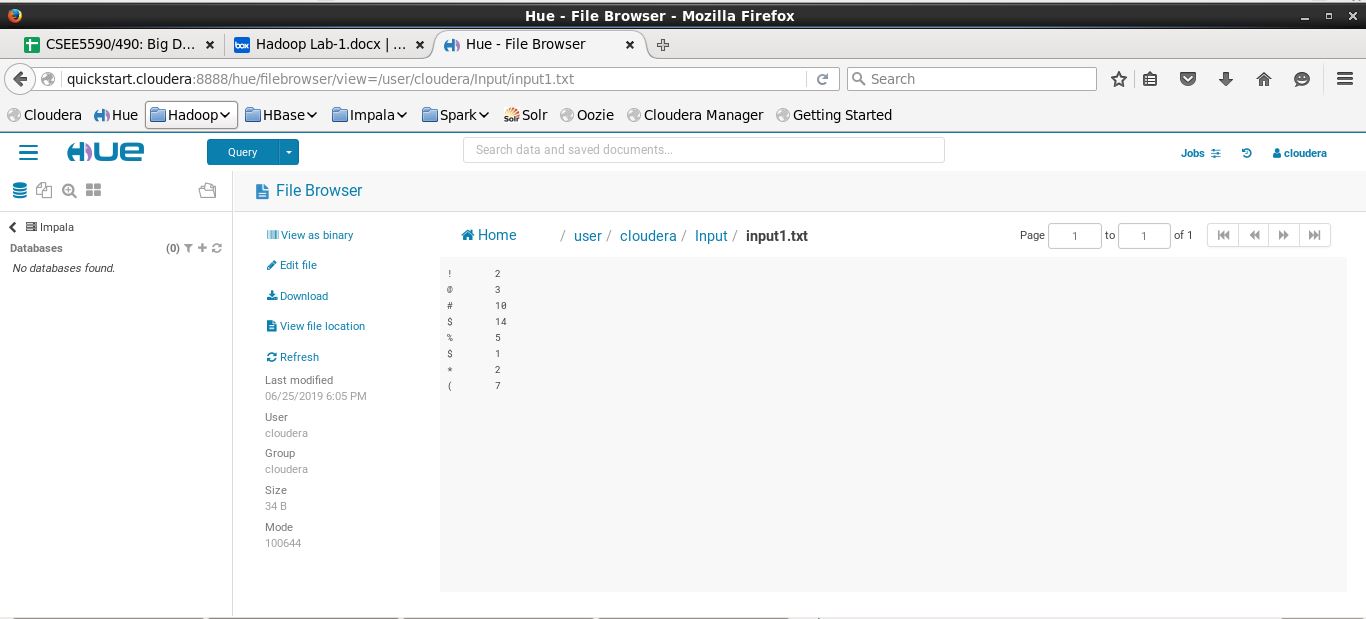 Hue - File Browser - Mozilla Firefox
CSEE5590/490: Big D... Hadoop Lab-1.docx | ... Hue - File Browser
quickstart.cloudera:8888/hue/filebrowser/view=/user/cloudera/Input/input1.txt Search
Cloudera Hue Hadoop HBase Impala Spark Solr Oozie Cloudera Manager Getting Started
HUE Query Search data and saved documents... Jobs cloudera
File Browser
Impala
Databases (0)
No databases found.
View as binary
Edit file
Download
View file location
Refresh
Last modified
06/25/2019 6:05 PM
User
cloudera
Group
cloudera
Size
34 B
Mode
100644
Home / user / cloudera / Input / input1.txt Page 1 to 1 of 1
! 2
@ 3
# 10
$ 14
% 5
$ 1
* 2
( 7